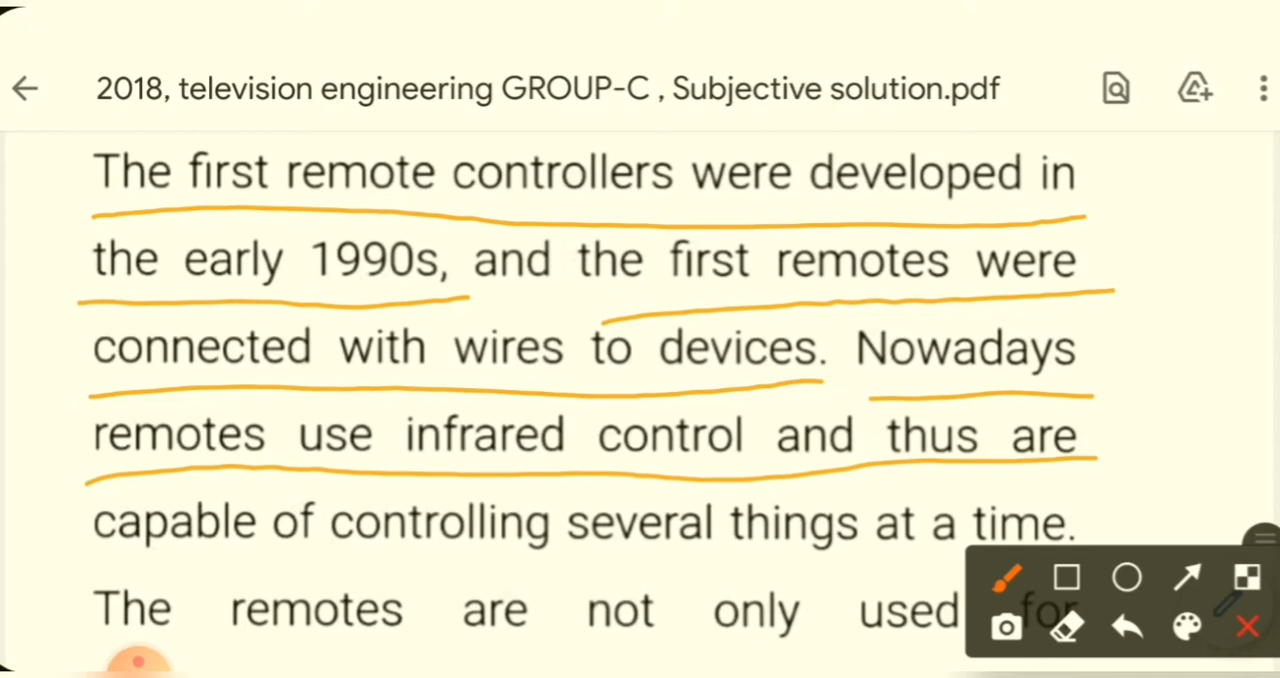 2018, television engineering GROUP-C , Subjective solution.pdf
The first remote controllers were developed in
the early 1990s, and the first remotes were
connected with wires to devices. Nowadays
remotes use infrared control and thus are
capable of controlling several things at a time.
The remotes are not only used for